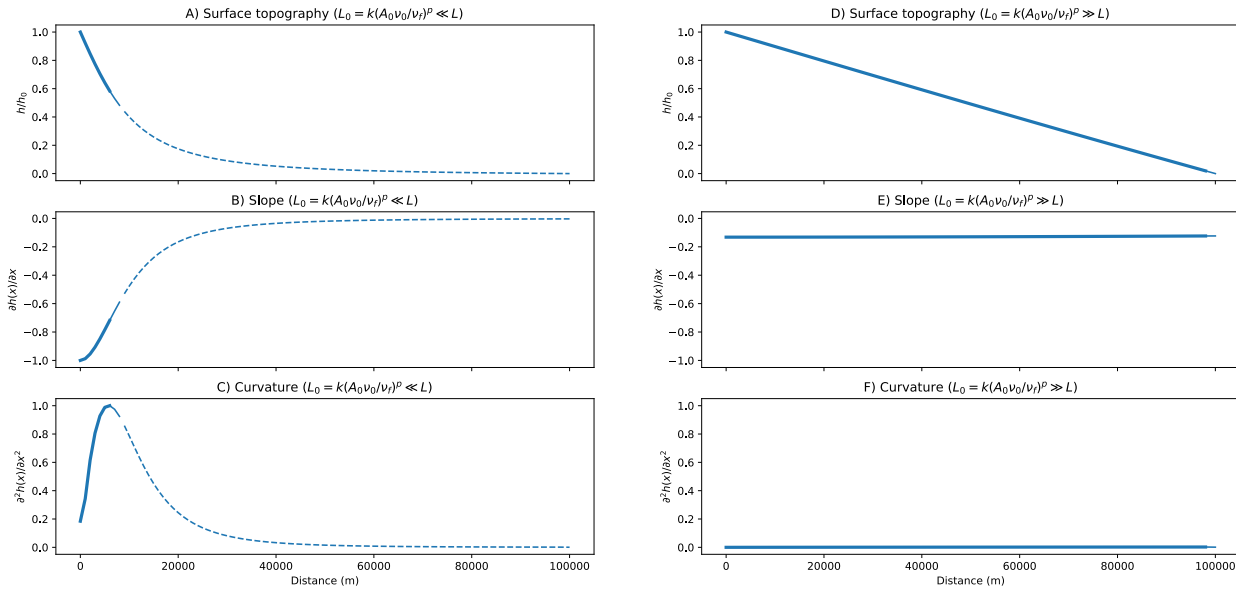 A) Surface topography (L₀ = k(A₀ν₀/ν_f)ᵖ ≪ L)
1.0
0.8
0.6
0.4
0.2
0.0
h/h₀
B) Slope (L₀ = k(A₀ν₀/ν_f)ᵖ ≪ L)
0.0
−0.2
−0.4
−0.6
−0.8
−1.0
∂h(x)/∂x
C) Curvature (L₀ = k(A₀ν₀/ν_f)ᵖ ≪ L)
1.0
0.8
0.6
0.4
0.2
0.0
∂²h(x)/∂x²
0 20000 40000 60000 80000 100000
Distance (m)
D) Surface topography (L₀ = k(A₀ν₀/ν_f)ᵖ ≫ L)
1.0
0.8
0.6
0.4
0.2
0.0
h/h₀
E) Slope (L₀ = k(A₀ν₀/ν_f)ᵖ ≫ L)
0.0
−0.2
−0.4
−0.6
−0.8
−1.0
∂h(x)/∂x
F) Curvature (L₀ = k(A₀ν₀/ν_f)ᵖ ≫ L)
1.0
0.8
0.6
0.4
0.2
0.0
∂²h(x)/∂x²
0 20000 40000 60000 80000 100000
Distance (m)